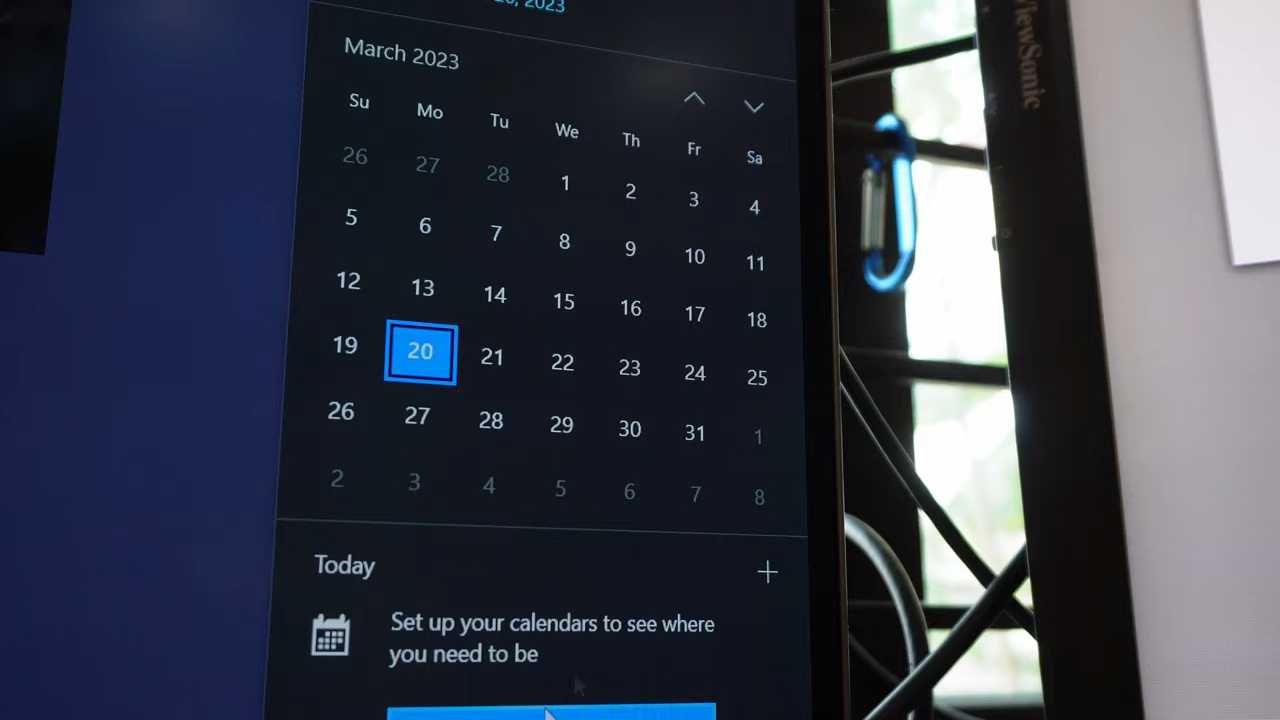 2023
March 2023
Su Mo Tu We Th Fr Sa
26 27 28 1 2 3 4
5 6 7 8 9 10 11
12 13 14 15 16 17 18
19 20 21 22 23 24 25
26 27 28 29 30 31 1
2 3 4 5 6 7 8
Today
Set up your calendars to see where
you need to be
ViewSonic